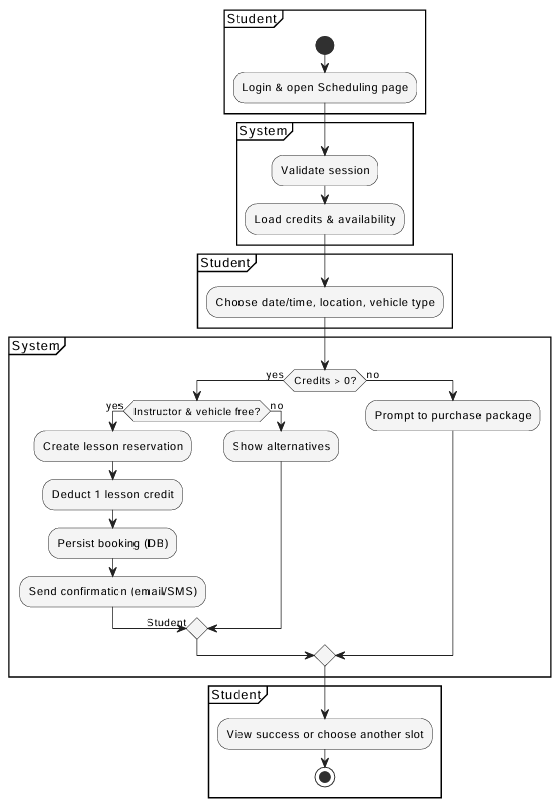 Student
Login & open Scheduling page
System
Validate session
Load credits & availability
Student
Choose date/time, location, vehicle type
System
Credits > 0?
yes
no
Instructor & vehicle free?
yes
no
Prompt to purchase package
Create lesson reservation
Show alternatives
Deduct 1 lesson credit
Persist booking (DB)
Send confirmation (email/SMS)
Student
Student
View success or choose another slot